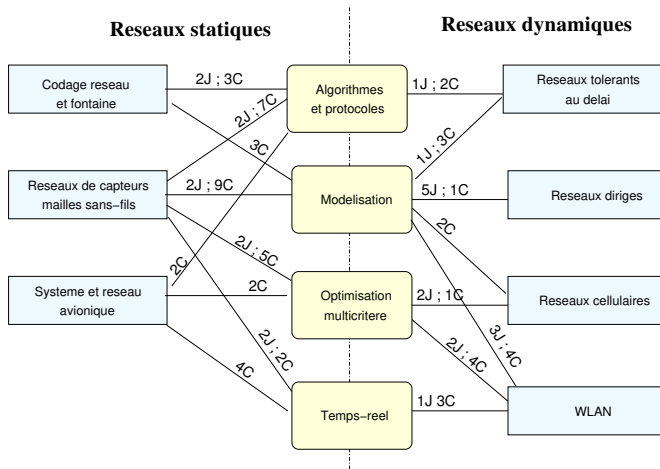 Reseaux statiques
Reseaux dynamiques
Codage reseau
et fontaine
2J ; 3C
Algorithmes
et protocoles
1J ; 2C
Reseaux tolerants
au delai
2J ; 7C
3C
1J ; 3C
Reseaux de capteurs
mailles sans-fils
2J ; 9C
Modelisation
5J ; 1C
Reseaux diriges
2C
2J ; 5C
2C
Systeme et reseau
avionique
2C
Optimisation
multicritere
2J ; 1C
Reseaux cellulaires
3J ; 4C
2J ; 4C
2J ; 2C
4C
Temps-reel
1J 3C
WLAN